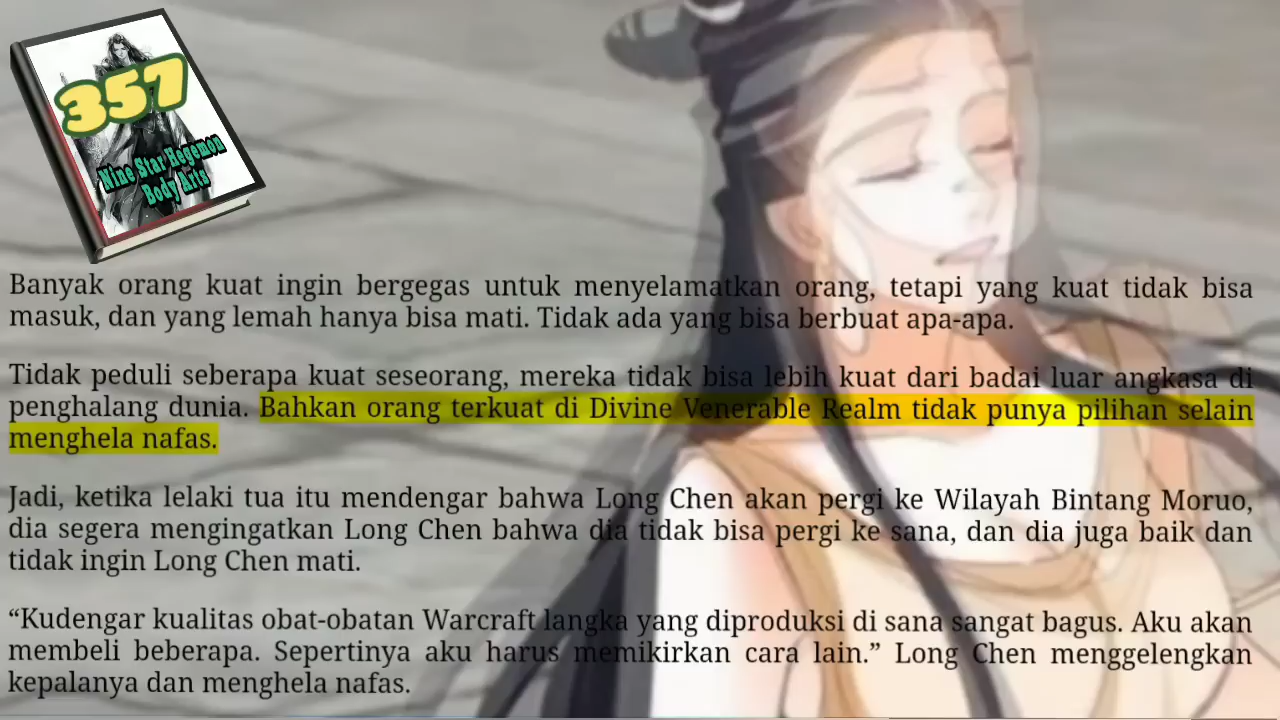 357
Nine Star Hegemon
Body Arts
Banyak orang kuat ingin bergegas untuk menyelamatkan orang, tetapi yang kuat tidak bisa
masuk, dan yang lemah hanya bisa mati. Tidak ada yang bisa berbuat apa-apa.
Tidak peduli seberapa kuat seseorang, mereka tidak bisa lebih kuat dari badai luar angkasa di
penghalang dunia. Bahkan orang terkuat di Divine Venerable Realm tidak punya pilihan selain
menghela nafas.
Jadi, ketika lelaki tua itu mendengar bahwa Long Chen akan pergi ke Wilayah Bintang Moruo,
dia segera mengingatkan Long Chen bahwa dia tidak bisa pergi ke sana, dan dia juga baik dan
tidak ingin Long Chen mati.
“Kudengar kualitas obat-obatan Warcraft langka yang diproduksi di sana sangat bagus. Aku akan
membeli beberapa. Sepertinya aku harus memikirkan cara lain.” Long Chen menggelengkan
kepalanya dan menghela nafas.